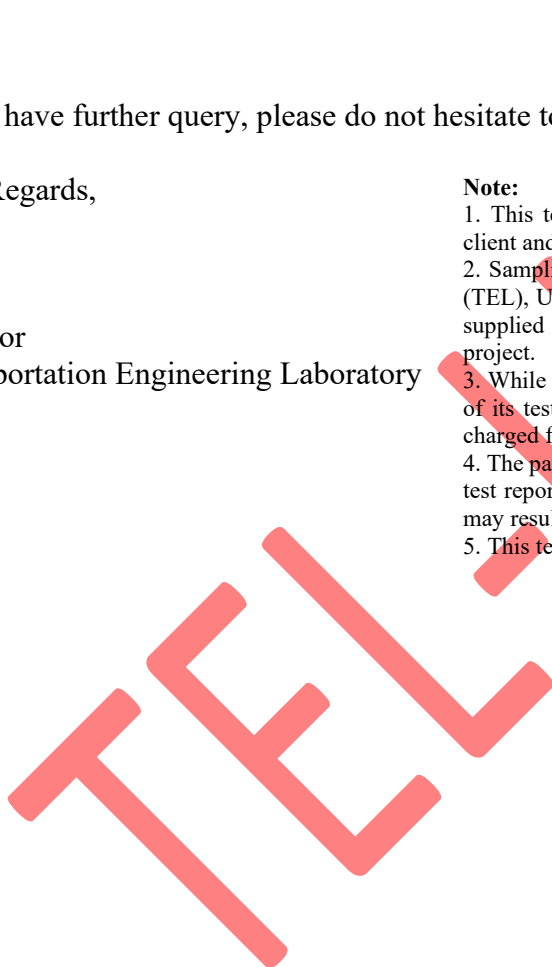 have further query, please do not hesitate to
Regards,
or
portation Engineering Laboratory
Note:
1. This
client and
2. Sampl
(TEL), U
supplied
project.
3. While
of its test
charged f
4. The pa
test repor
may resul
5. This te
TEL-